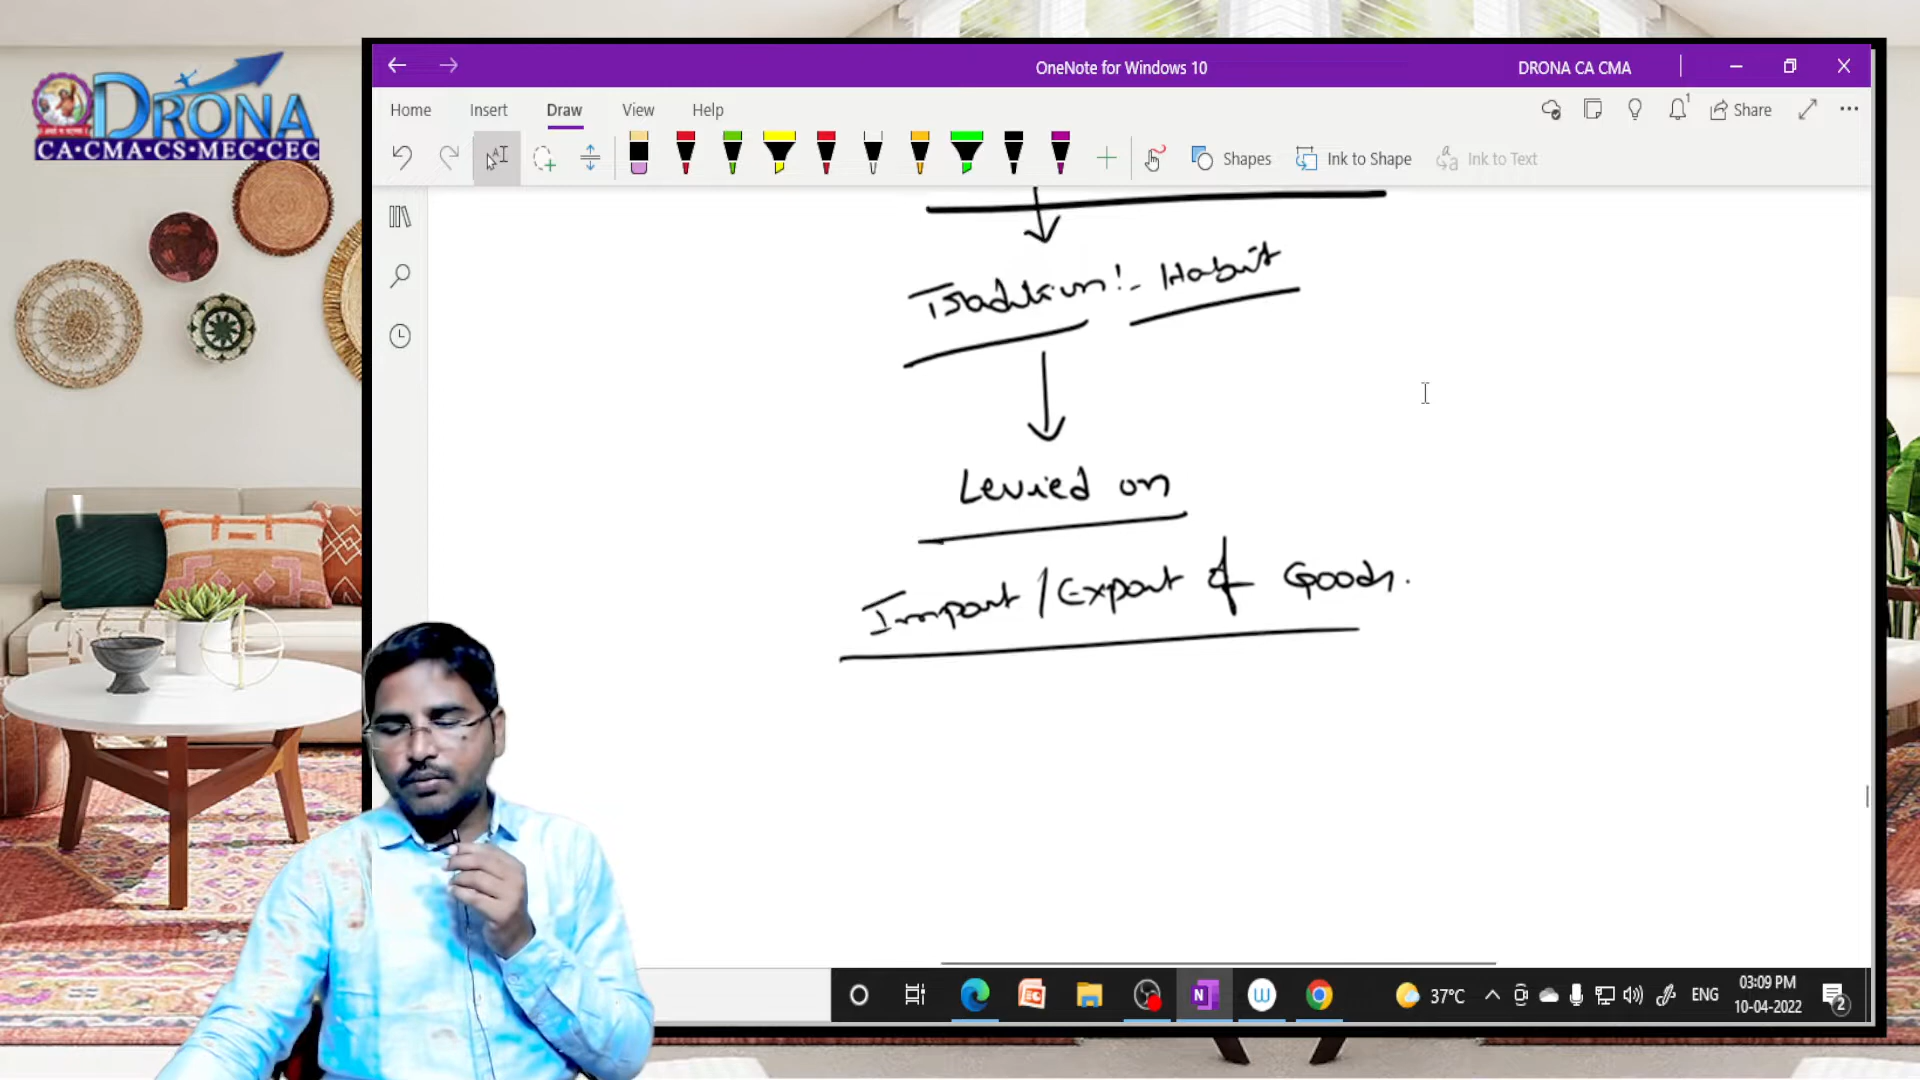 DRONA
CA•CMA•CS•MEC•CEC
OneNote for Windows 10
DRONA CA CMA
Home Insert Draw View Help
1
Share
Shapes
Ink to Shape
Ink to Text
Tradition:- Habit
Levied on
Import/Export of Goods.
37°C
ENG
03:09 PM
10-04-2022
2